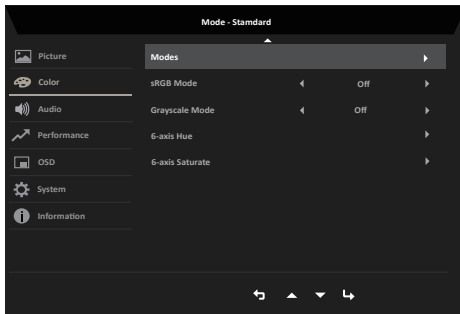 Mode - Standard
Picture
Modes
Color
sRGB Mode
Off
Audio
Grayscale Mode
Off
Performance
6-axis Hue
OSD
6-axis Saturate
System
Information